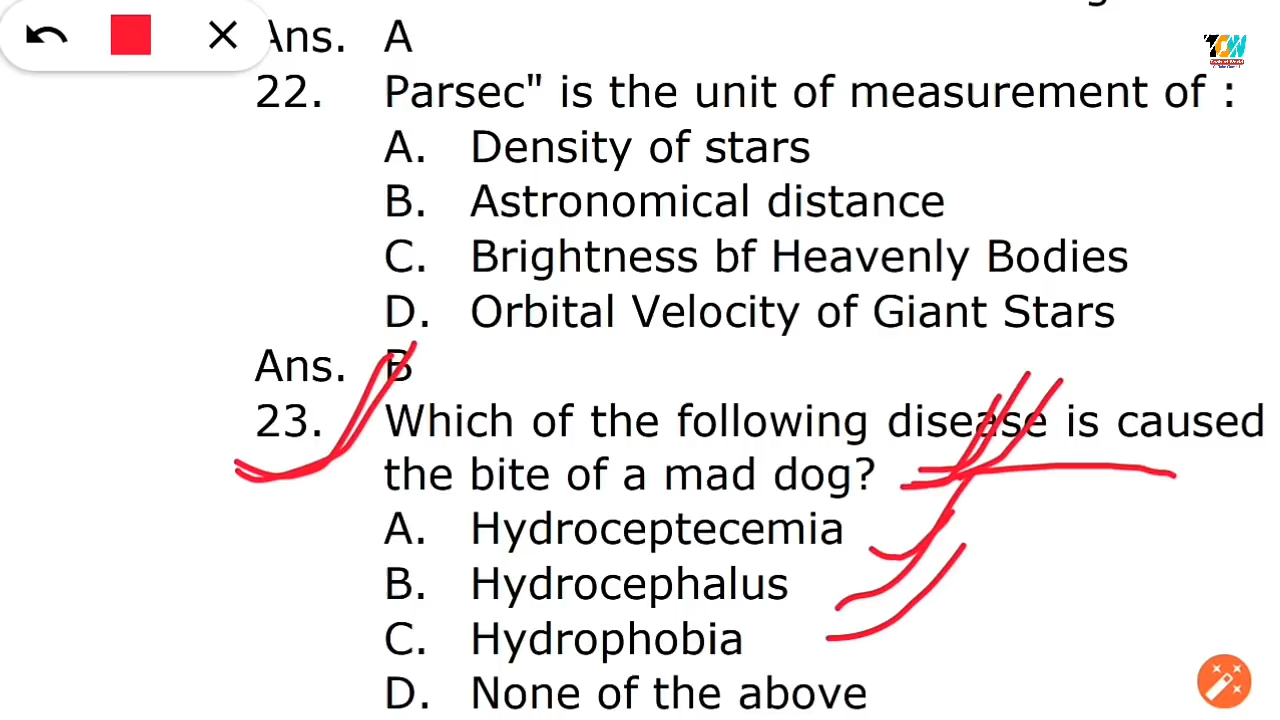 Ans. A
22. Parsec" is the unit of measurement of :
A. Density of stars
B. Astronomical distance
C. Brightness bf Heavenly Bodies
D. Orbital Velocity of Giant Stars
Ans. B
23. Which of the following disease is caused
the bite of a mad dog?
A. Hydroceptecemia
B. Hydrocephalus
C. Hydrophobia
D. None of the above